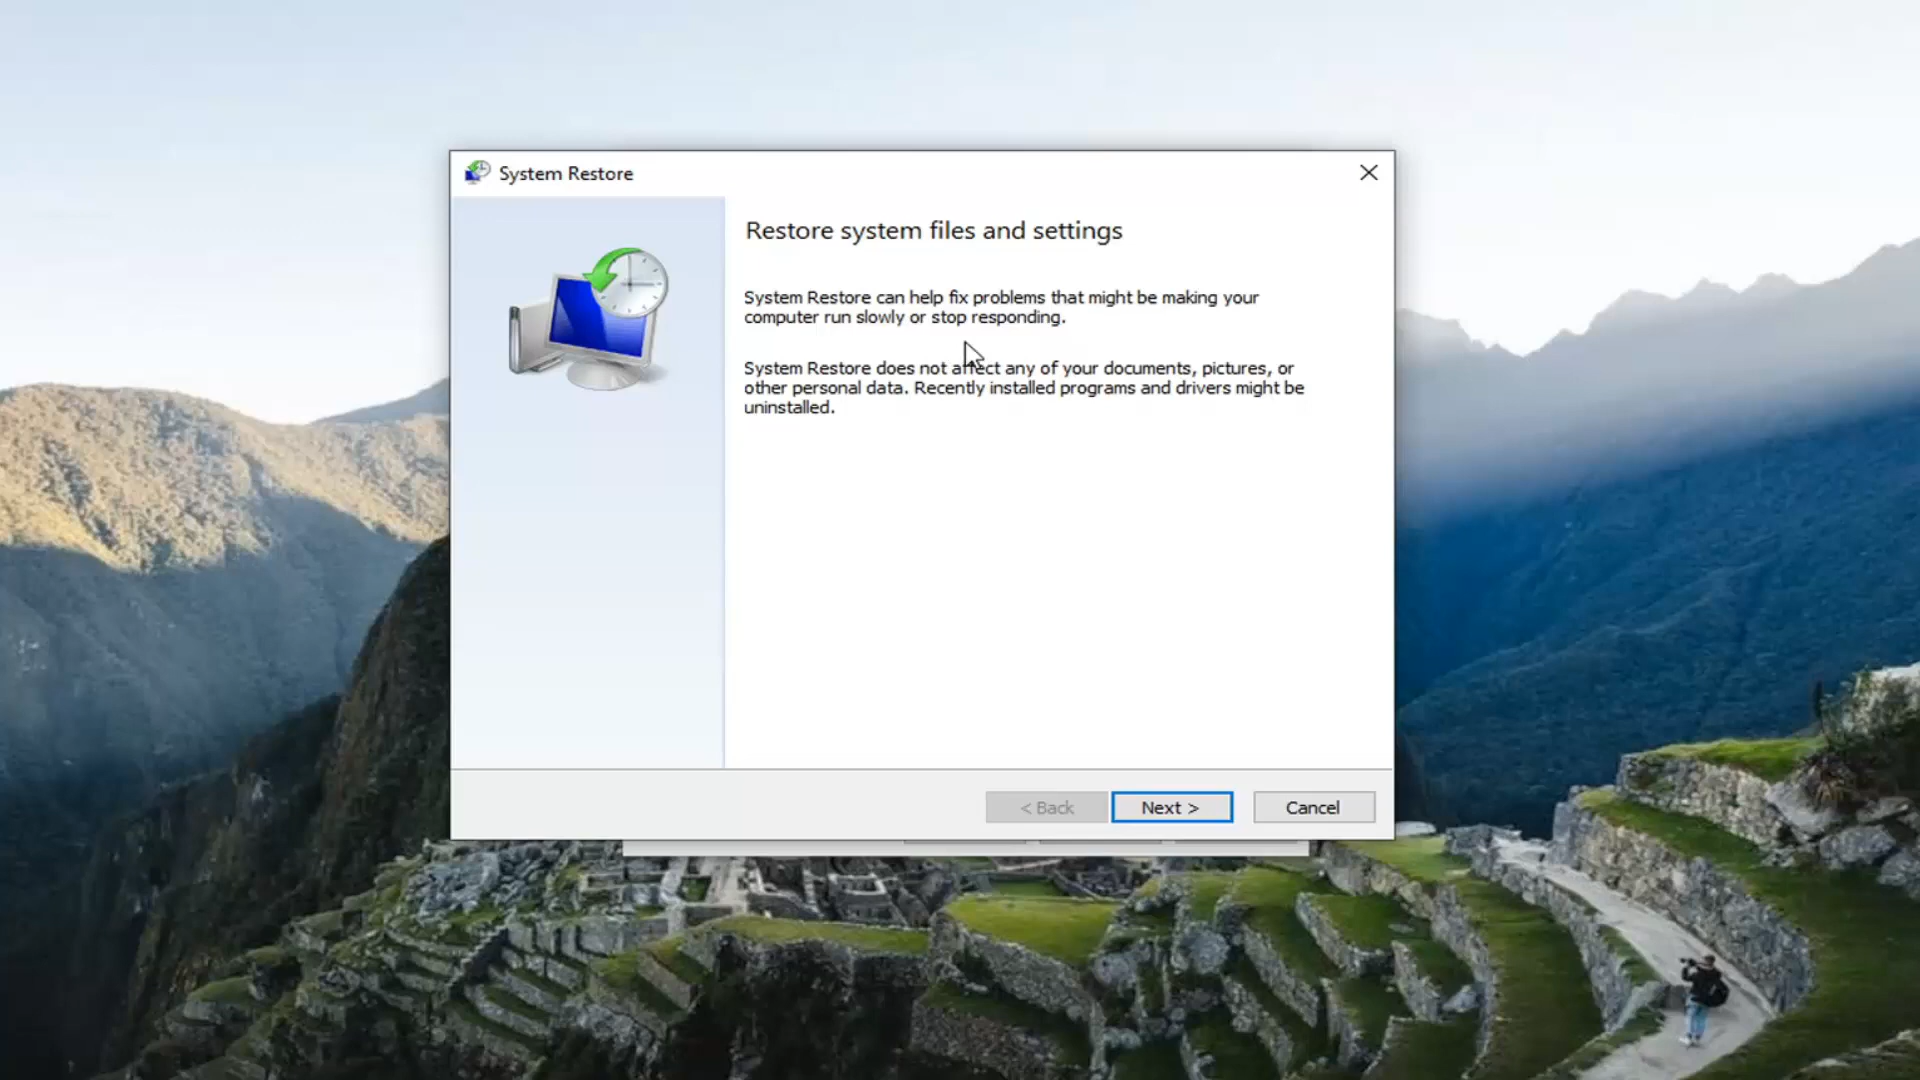 System Restore
Restore system files and settings
System Restore can help fix problems that might be making your
computer run slowly or stop responding.
System Restore does not affect any of your documents, pictures, or
other personal data. Recently installed programs and drivers might be
uninstalled.
< Back
Next >
Cancel